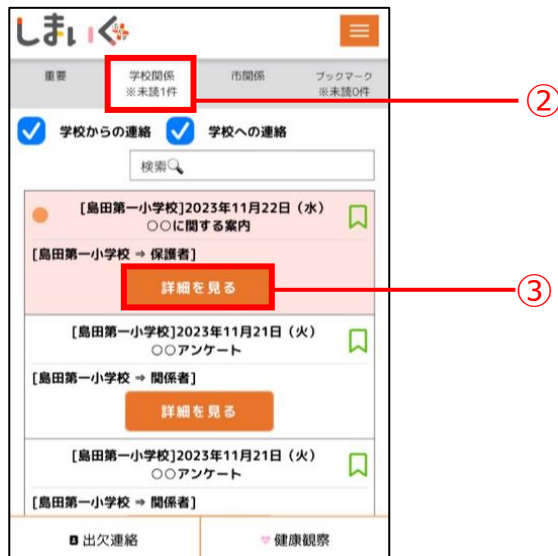 しまいく
重要
学校関係
※未読1件
市関係
ブックマーク
※未読0件
②
学校からの連絡
学校への連絡
検索
[島田第一小学校]2023年11月22日（水）
○○に関する案内
[島田第一小学校 ⇒ 保護者]
詳細を見る
③
[島田第一小学校]2023年11月21日（火）
○○アンケート
[島田第一小学校 ⇒ 関係者]
詳細を見る
[島田第一小学校]2023年11月21日（火）
○○アンケート
[島田第一小学校 ⇒ 関係者]
出欠連絡
健康観察